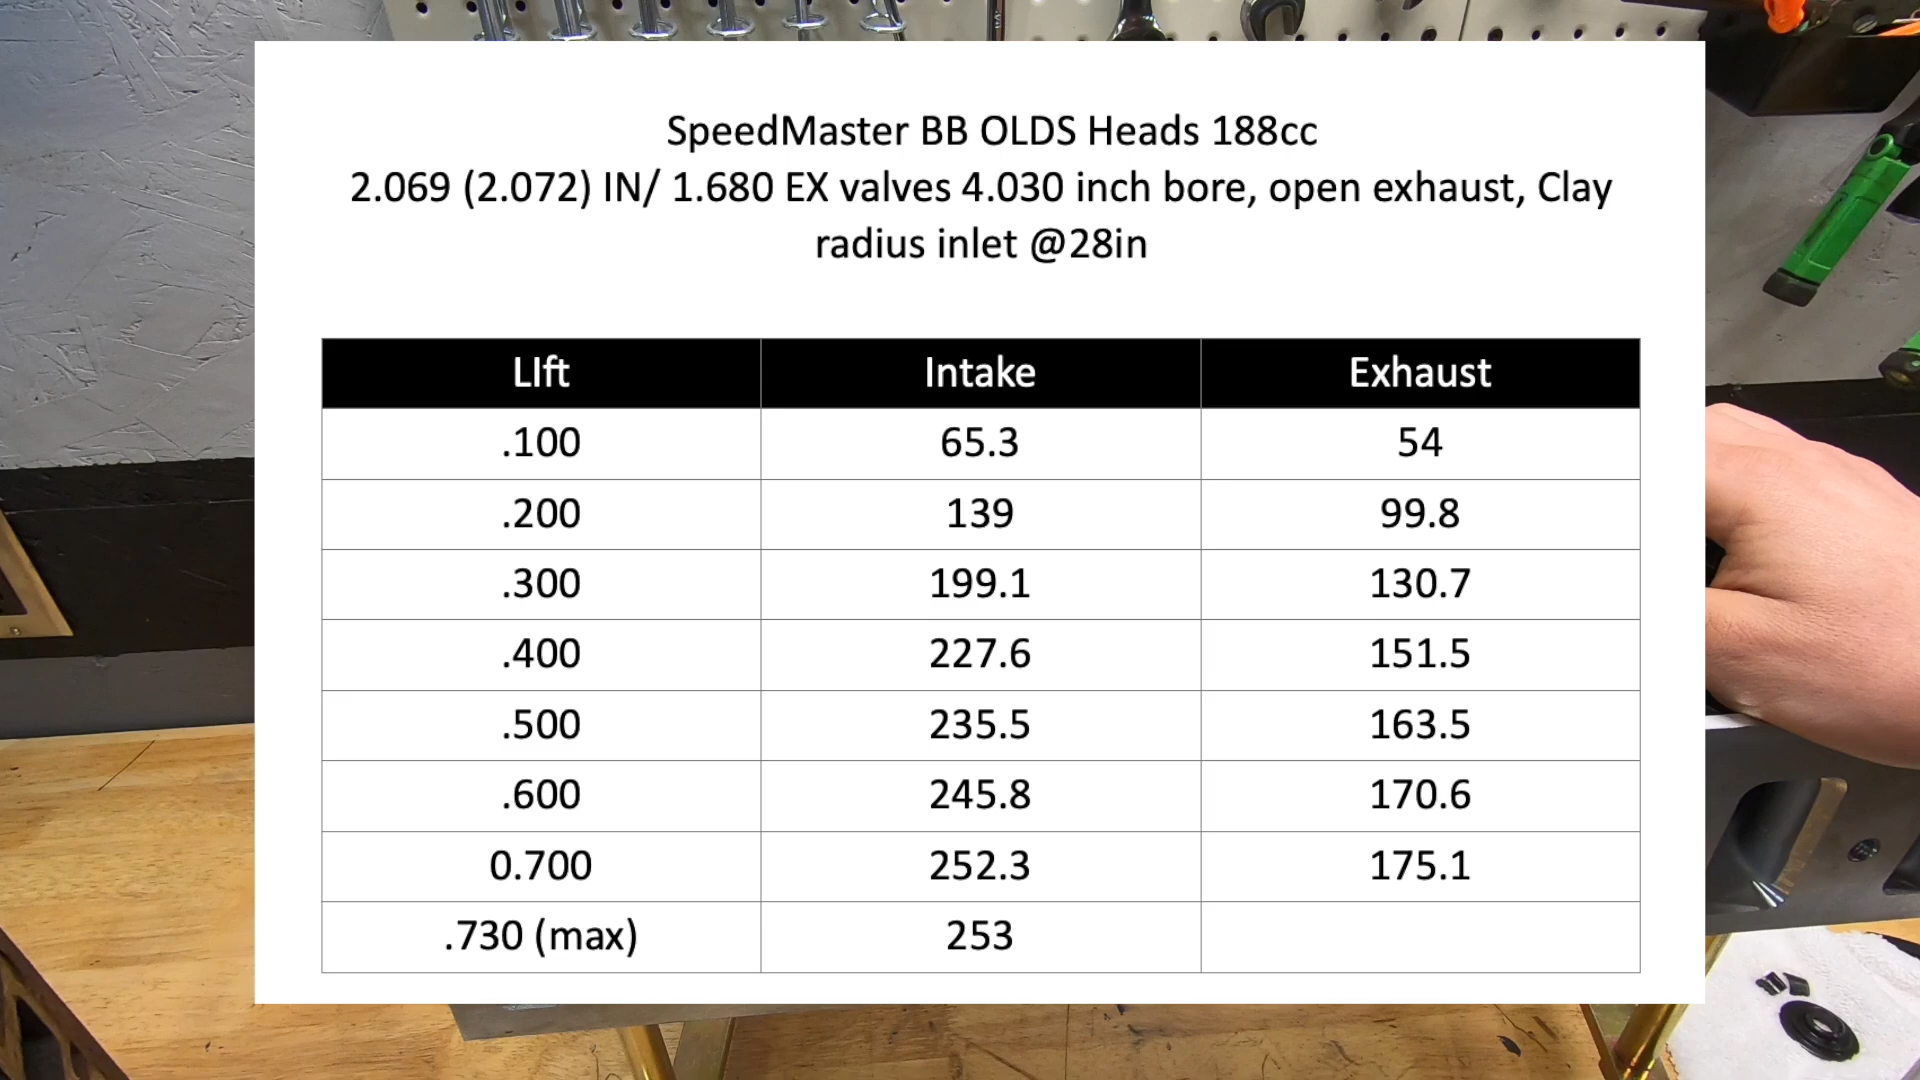 SpeedMaster BB OLDS Heads 188cc
2.069 (2.072) IN/ 1.680 EX valves 4.030 inch bore, open exhaust, Clay
radius inlet @28in
LIft Intake Exhaust
.100 65.3 54
.200 139 99.8
.300 199.1 130.7
.400 227.6 151.5
.500 235.5 163.5
.600 245.8 170.6
0.700 252.3 175.1
.730 (max) 253